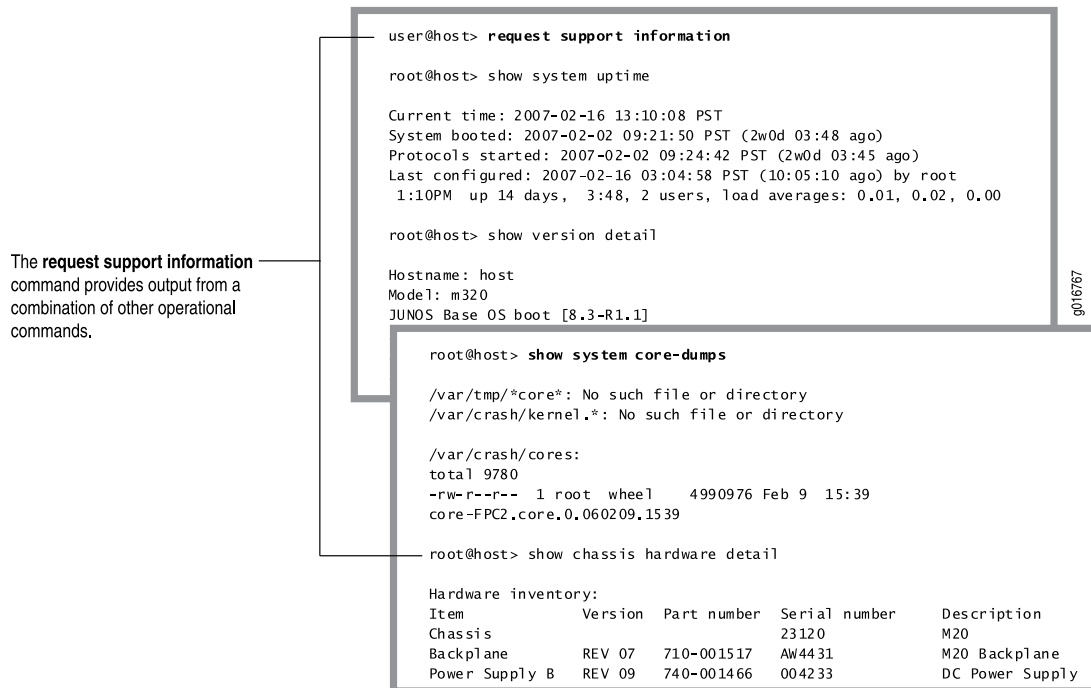 user@host> request support information
root@host> show system uptime
Current time: 2007-02-16 13:10:08 PST
System booted: 2007-02-02 09:21:50 PST (2w0d 03:48 ago)
Protocols started: 2007-02-02 09:24:42 PST (2w0d 03:45 ago)
Last configured: 2007-02-16 03:04:58 PST (10:05:10 ago) by root
1:10PM  up 14 days,  3:48, 2 users, load averages: 0.01, 0.02, 0.00
root@host> show version detail
Hostname: host
Model: m320
JUNOS Base OS boot [8.3-R1.1]
The request support information
command provides output from a
combination of other operational
commands.
g016767
root@host> show system core-dumps
/var/tmp/*core*: No such file or directory
/var/crash/kernel.*: No such file or directory
/var/crash/cores:
total 9780
-rw-r--r--  1 root  wheel    4990976 Feb 9  15:39
core-FPC2.core.0.060209.1539
root@host> show chassis hardware detail
Hardware inventory:
Item             Version  Part number  Serial number     Description
Chassis                                23120             M20
Backplane        REV 07   710-001517   AW4431            M20 Backplane
Power Supply B   REV 09   740-001466   004233            DC Power Supply